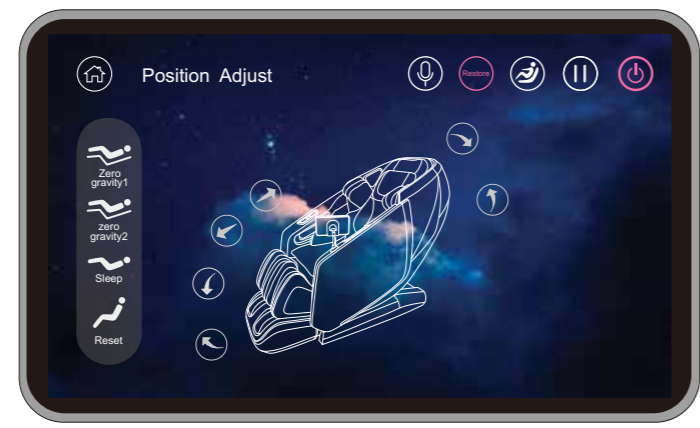 Position Adjust
Restore
Zero
gravity1
zero
gravity2
Sleep
Reset